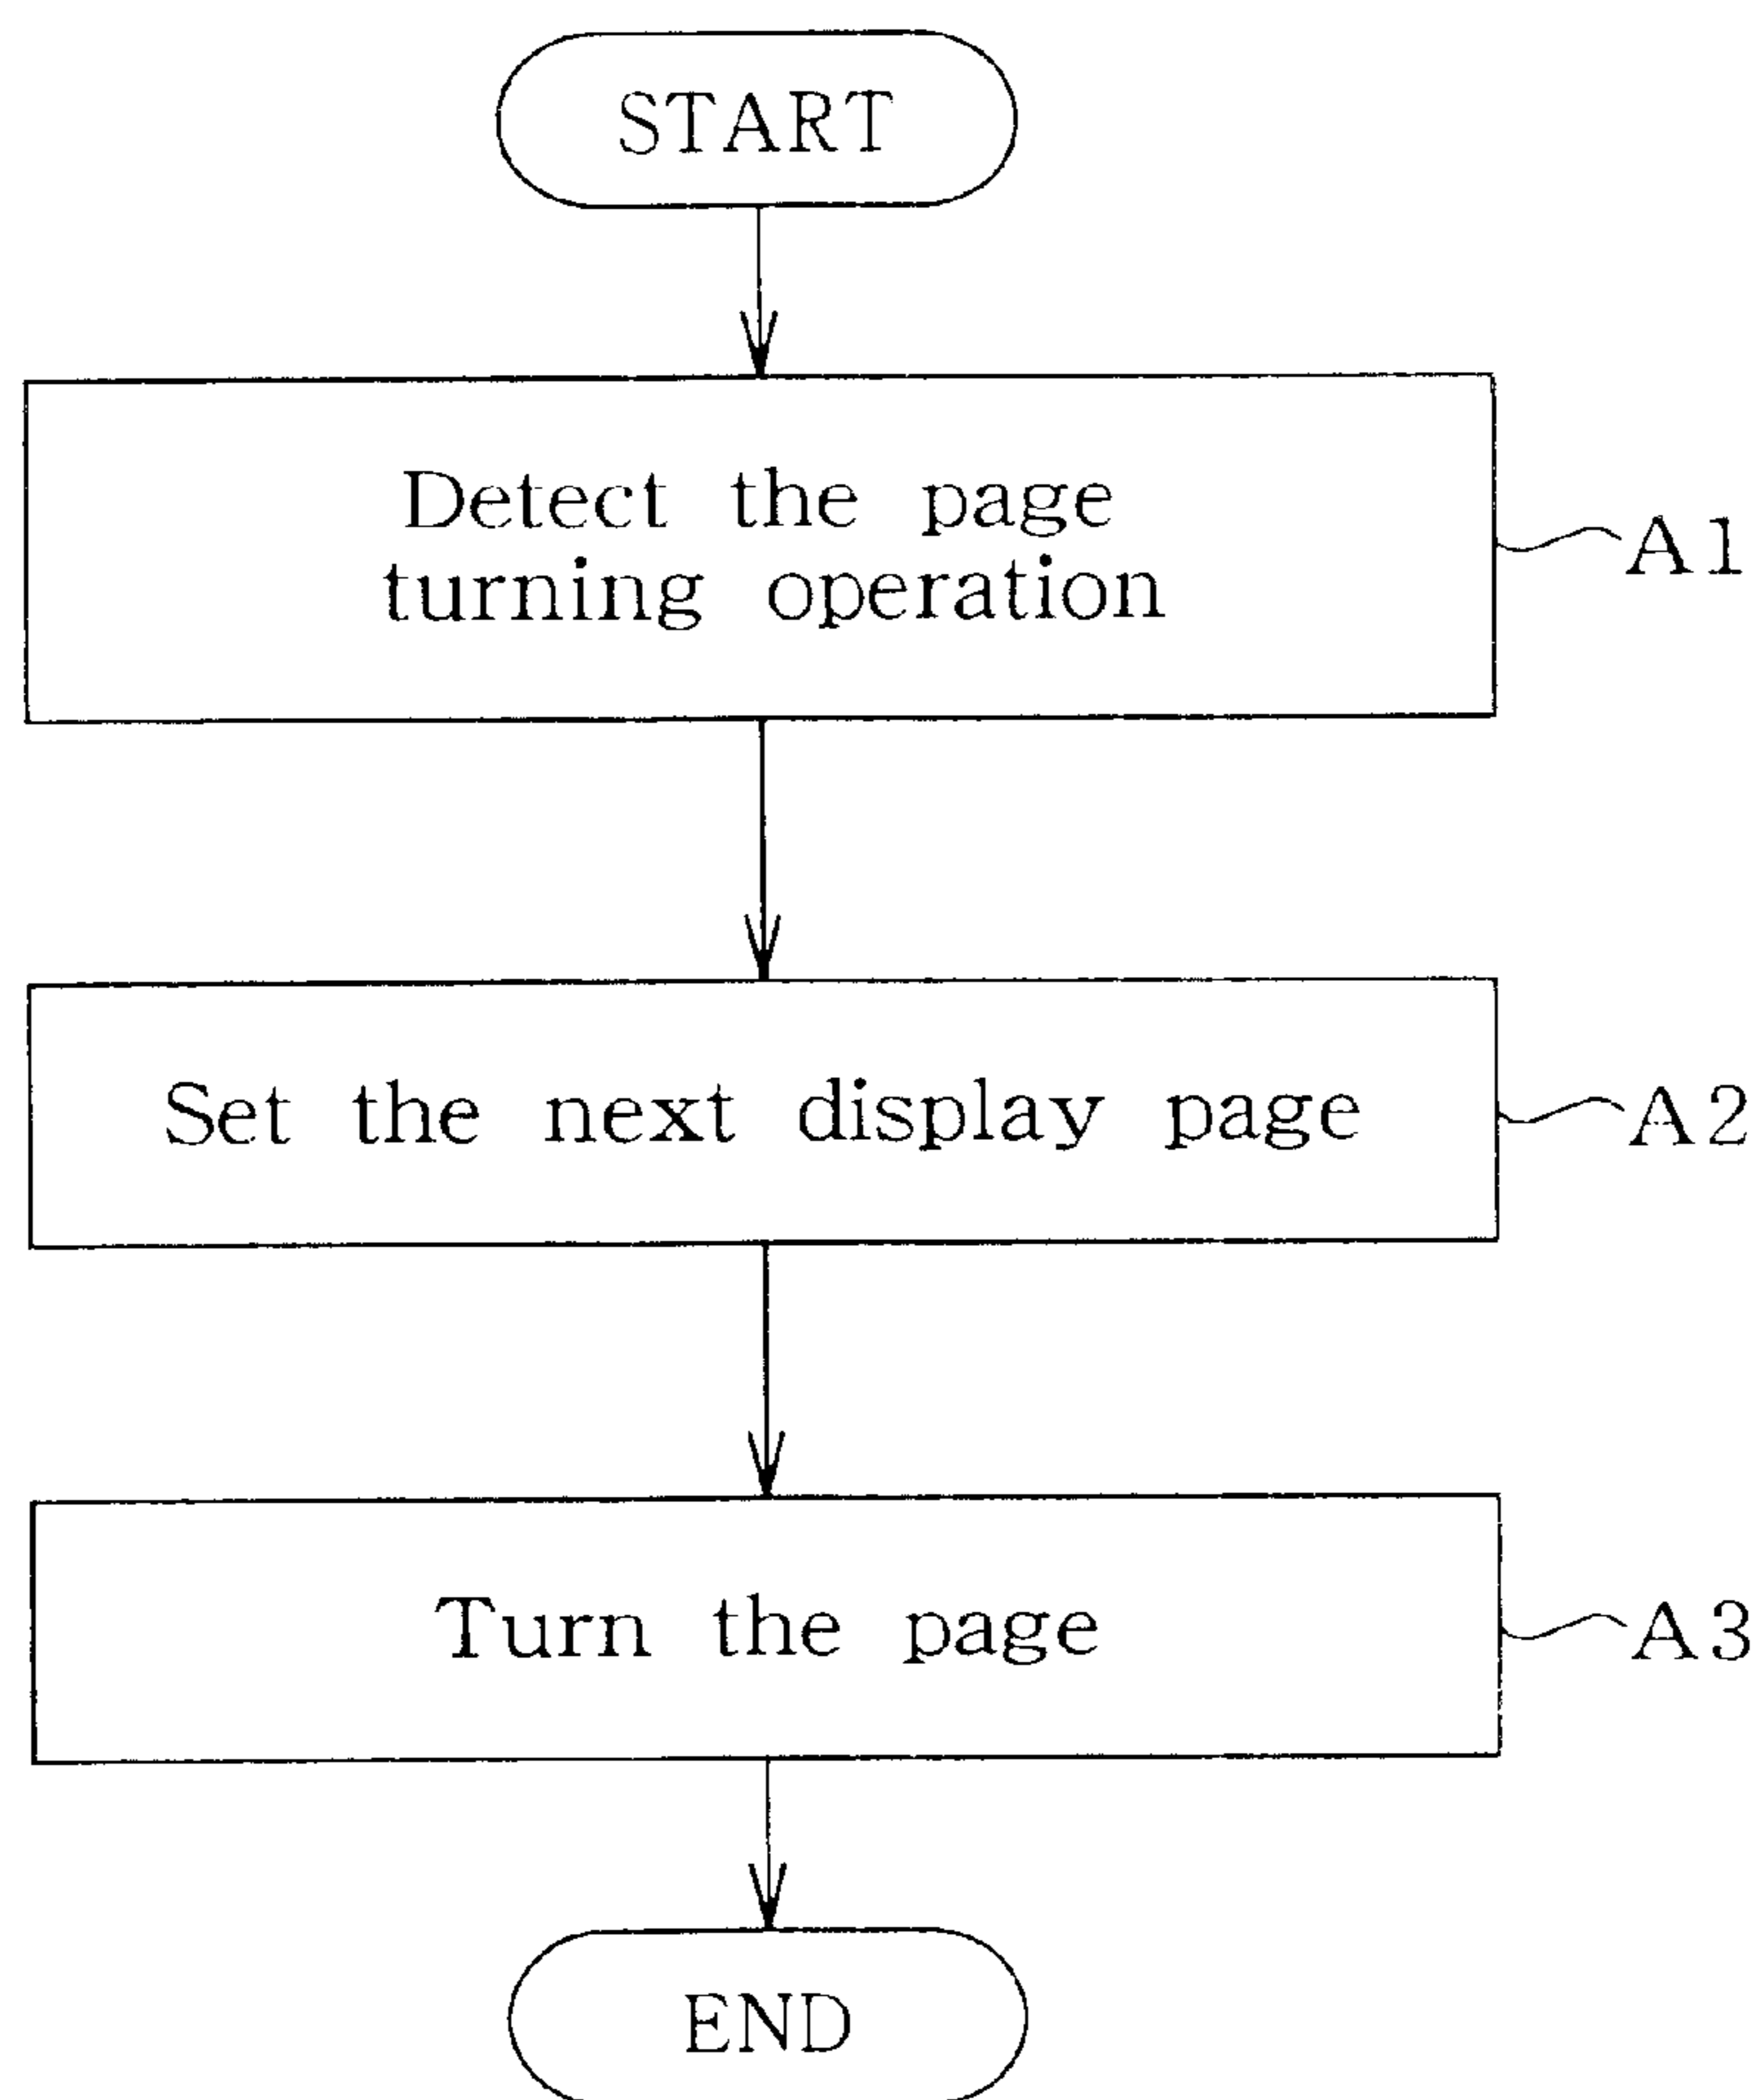 START
Detect the page
turning operation
A1
Set the next display page
A2
Turn the page
A3
END